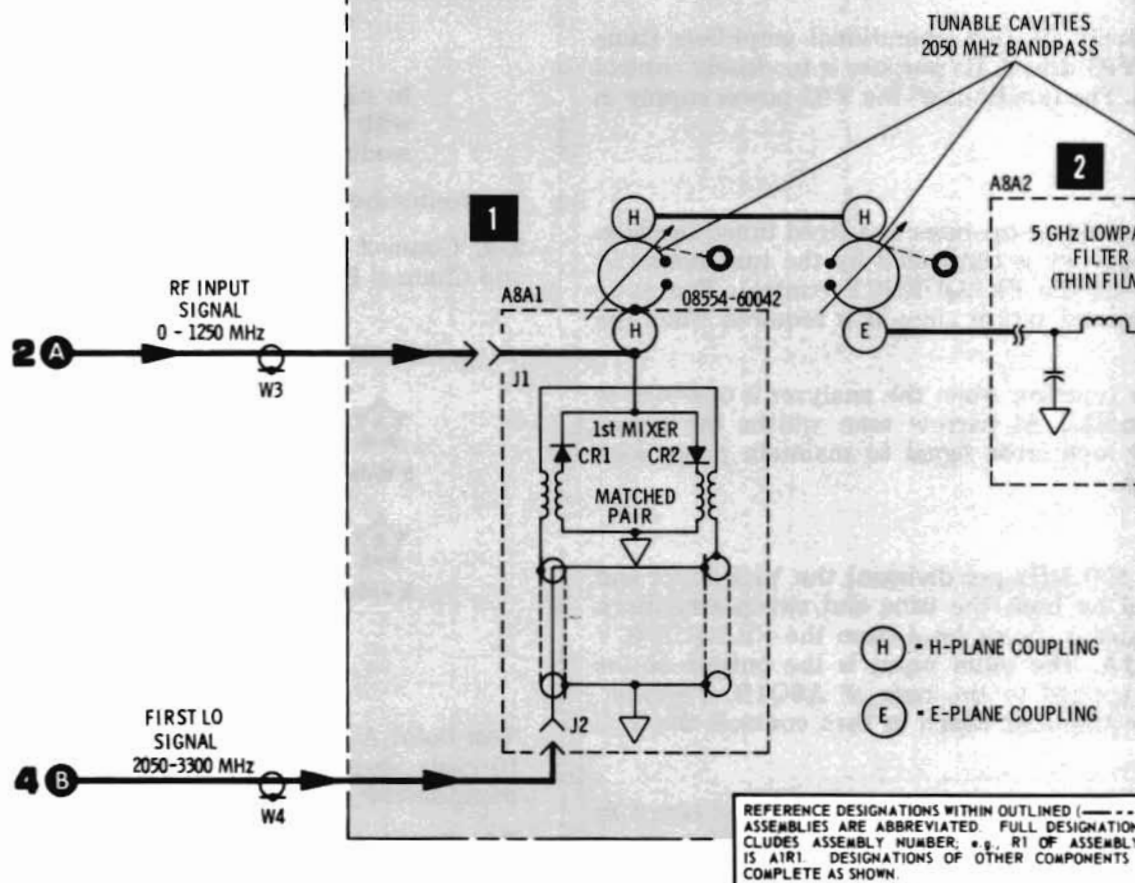 TUNABLE CAVITIES
2050 MHz BANDPASS
1
2
A8A2
5 GHz LOWPA
FILTER
(THIN FILM
H
H
A8A1
08554-60042
H
E
RF INPUT
SIGNAL
0 - 1250 MHz
2 A
W3
J1
1st MIXER
CR1
CR2
MATCHED
PAIR
J2
H - H-PLANE COUPLING
E - E-PLANE COUPLING
FIRST LO
SIGNAL
2050-3300 MHz
4 B
W4
REFERENCE DESIGNATIONS WITHIN OUTLINED (
ASSEMBLIES ARE ABBREVIATED. FULL DESIGNATION
CLUDES ASSEMBLY NUMBER; e.g., R1 OF ASSEMBLY
IS A1R1. DESIGNATIONS OF OTHER COMPONENTS
COMPLETE AS SHOWN.